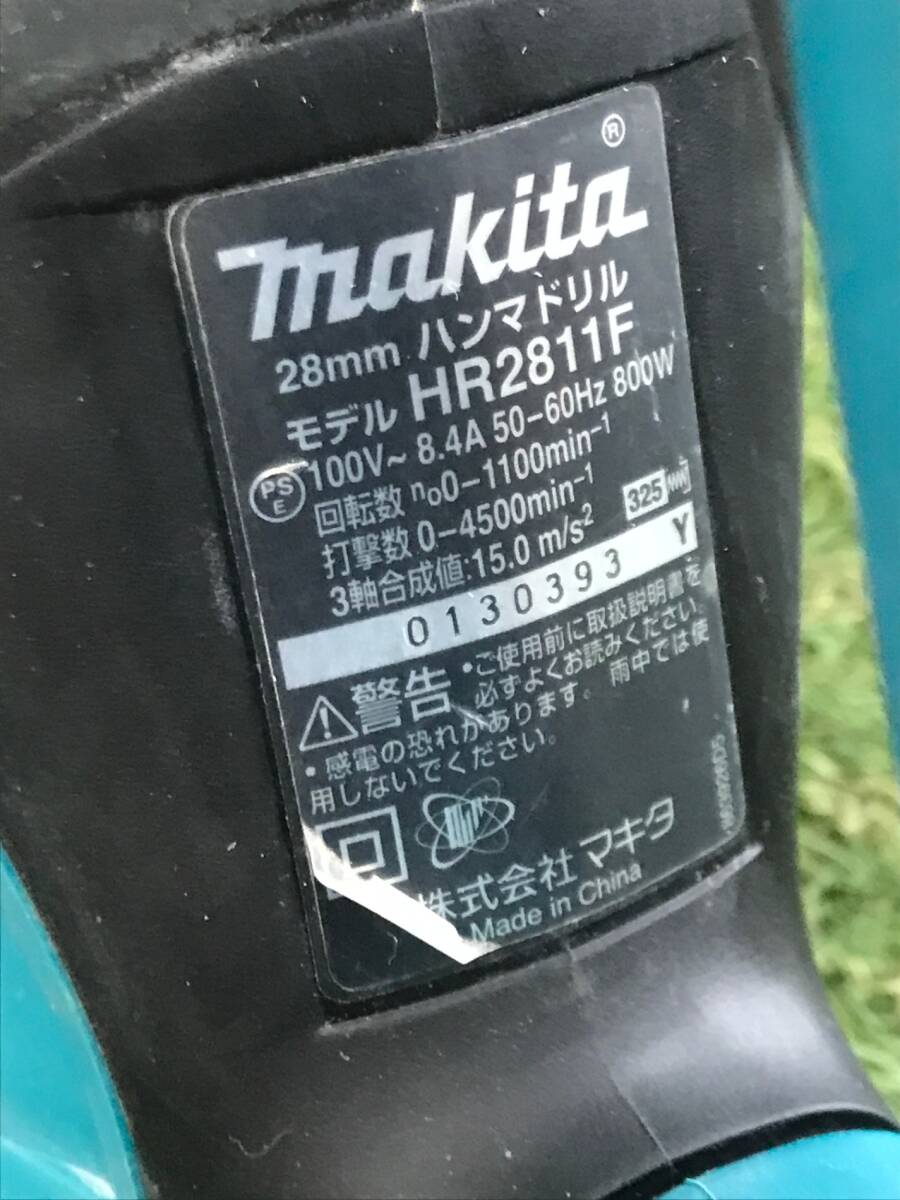 makita ®
28mm ハンマドリル
モデル HR2811F
100V~ 8.4A 50-60Hz 800W
PS
E
回転数 n₀0-1100min⁻¹
打撃数 0-4500min⁻¹
3軸合成値:15.0 m/s²
325
0130393 Y
警告 ・ご使用前に取扱説明書を
必ずよくお読みください。
・感電の恐れがあります。雨中では使
用しないでください。
株式会社 マキタ
Made in China